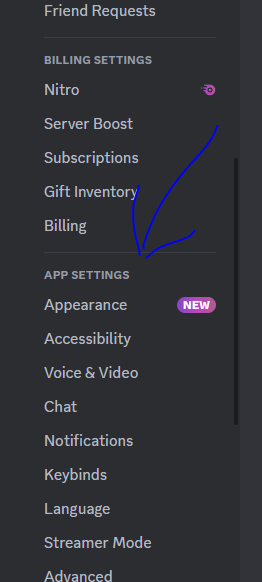 Friend Requests
BILLING SETTINGS
Nitro
Server Boost
Subscriptions
Gift Inventory
Billing
APP SETTINGS
Appearance NEW
Accessibility
Voice & Video
Chat
Notifications
Keybinds
Language
Streamer Mode
Advanced